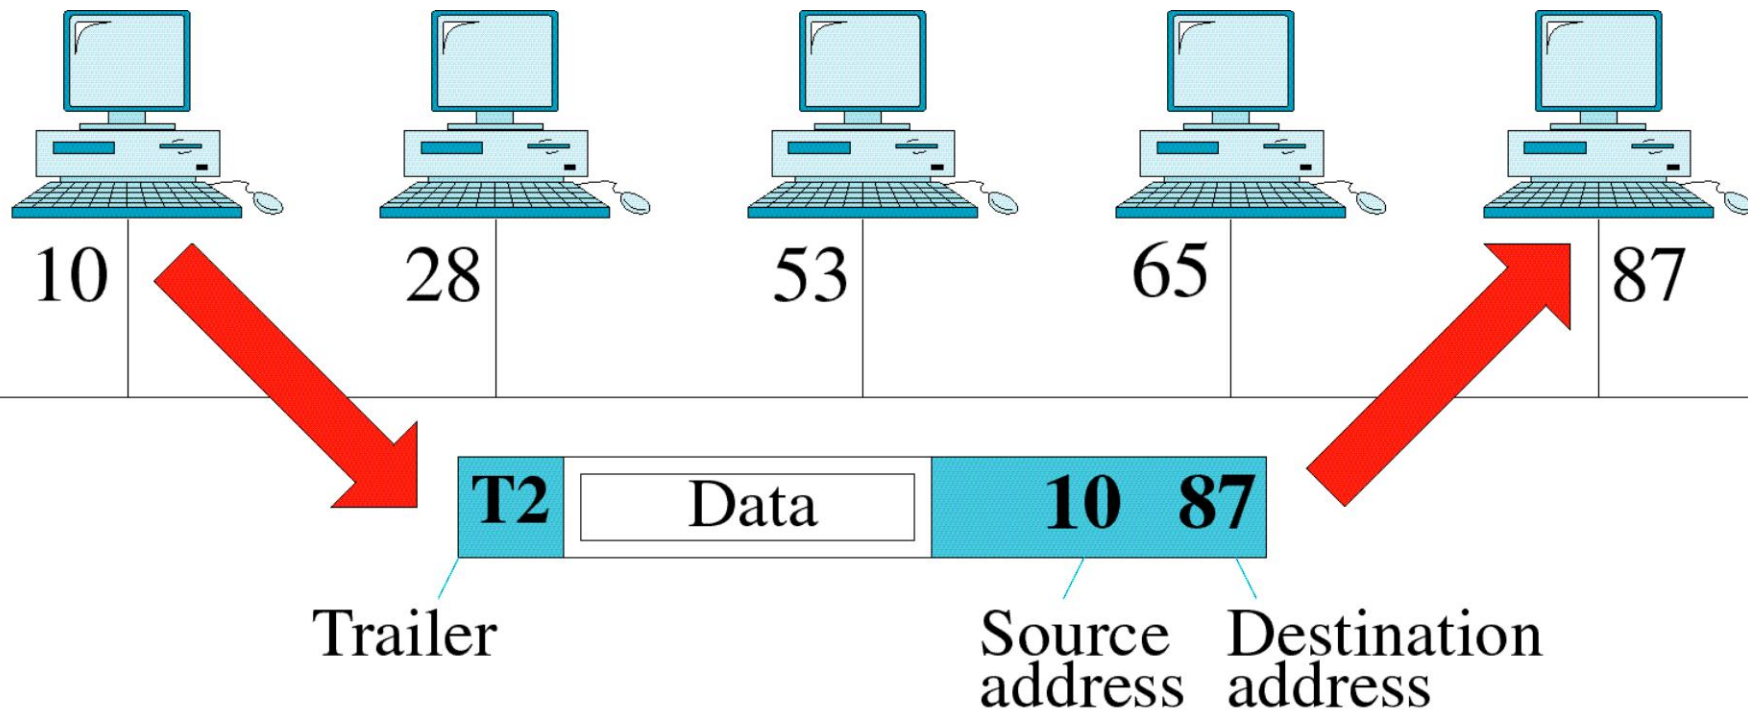 10 28 53 65 87
T2 Data 10 87
Trailer
Source address
Destination address